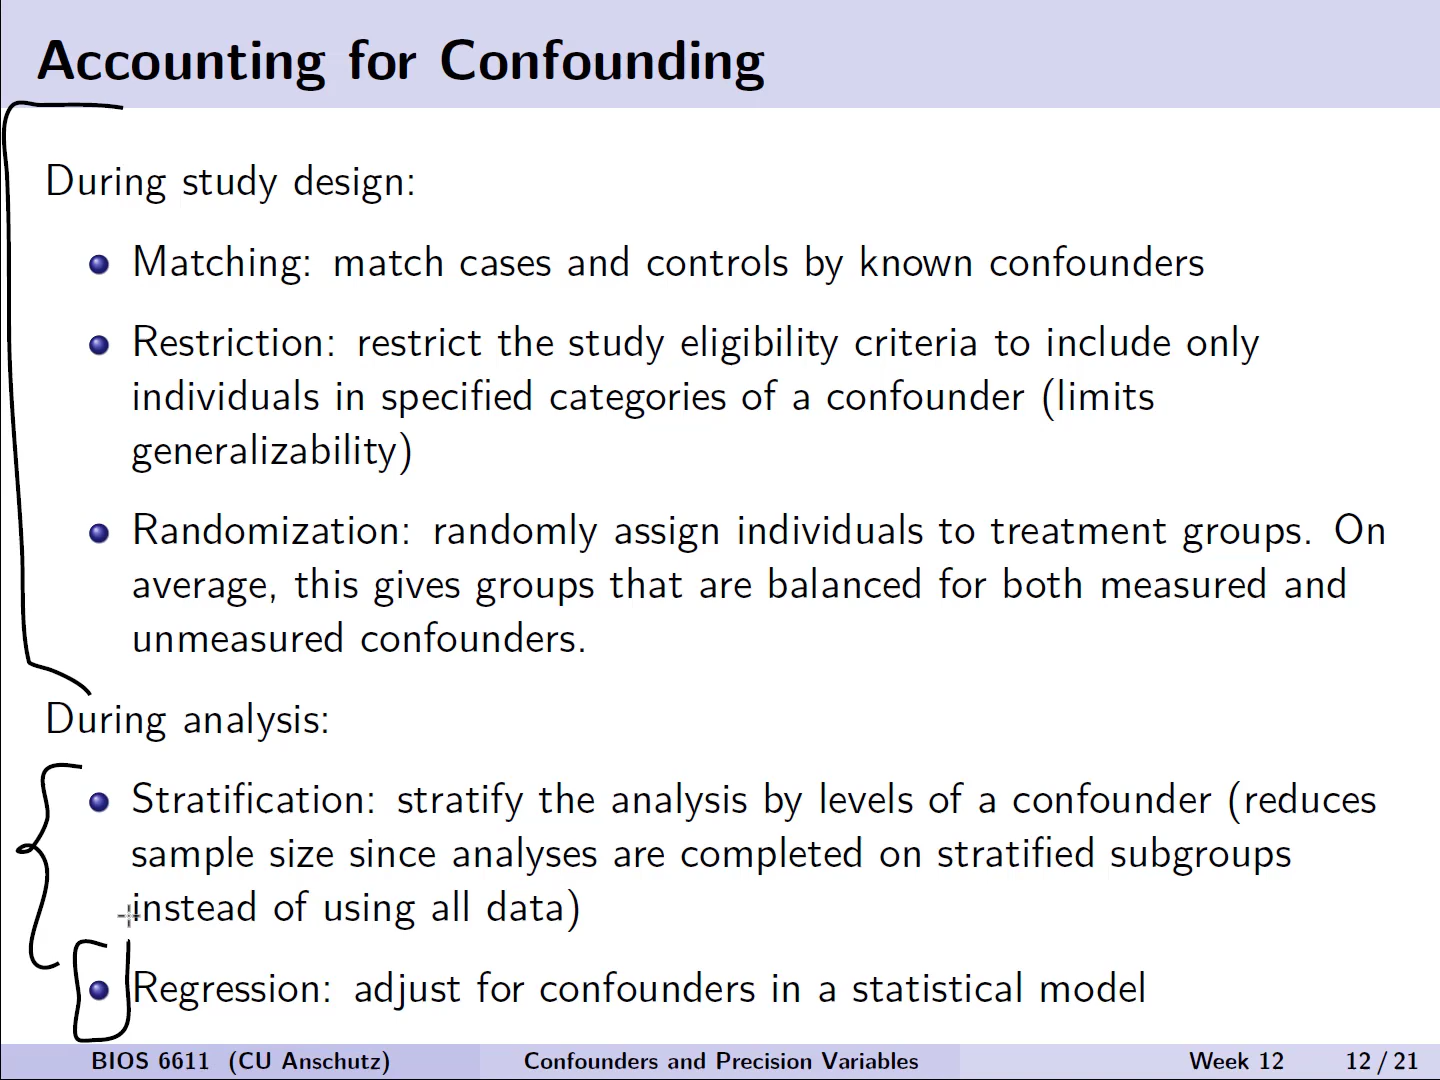 Accounting for Confounding
During study design:
Matching: match cases and controls by known confounders
Restriction: restrict the study eligibility criteria to include only
individuals in specified categories of a confounder (limits
generalizability)
Randomization: randomly assign individuals to treatment groups. On
average, this gives groups that are balanced for both measured and
unmeasured confounders.
During analysis:
Stratification: stratify the analysis by levels of a confounder (reduces
sample size since analyses are completed on stratified subgroups
instead of using all data)
Regression: adjust for confounders in a statistical model
BIOS 6611 (CU Anschutz) Confounders and Precision Variables Week 12 12 / 21